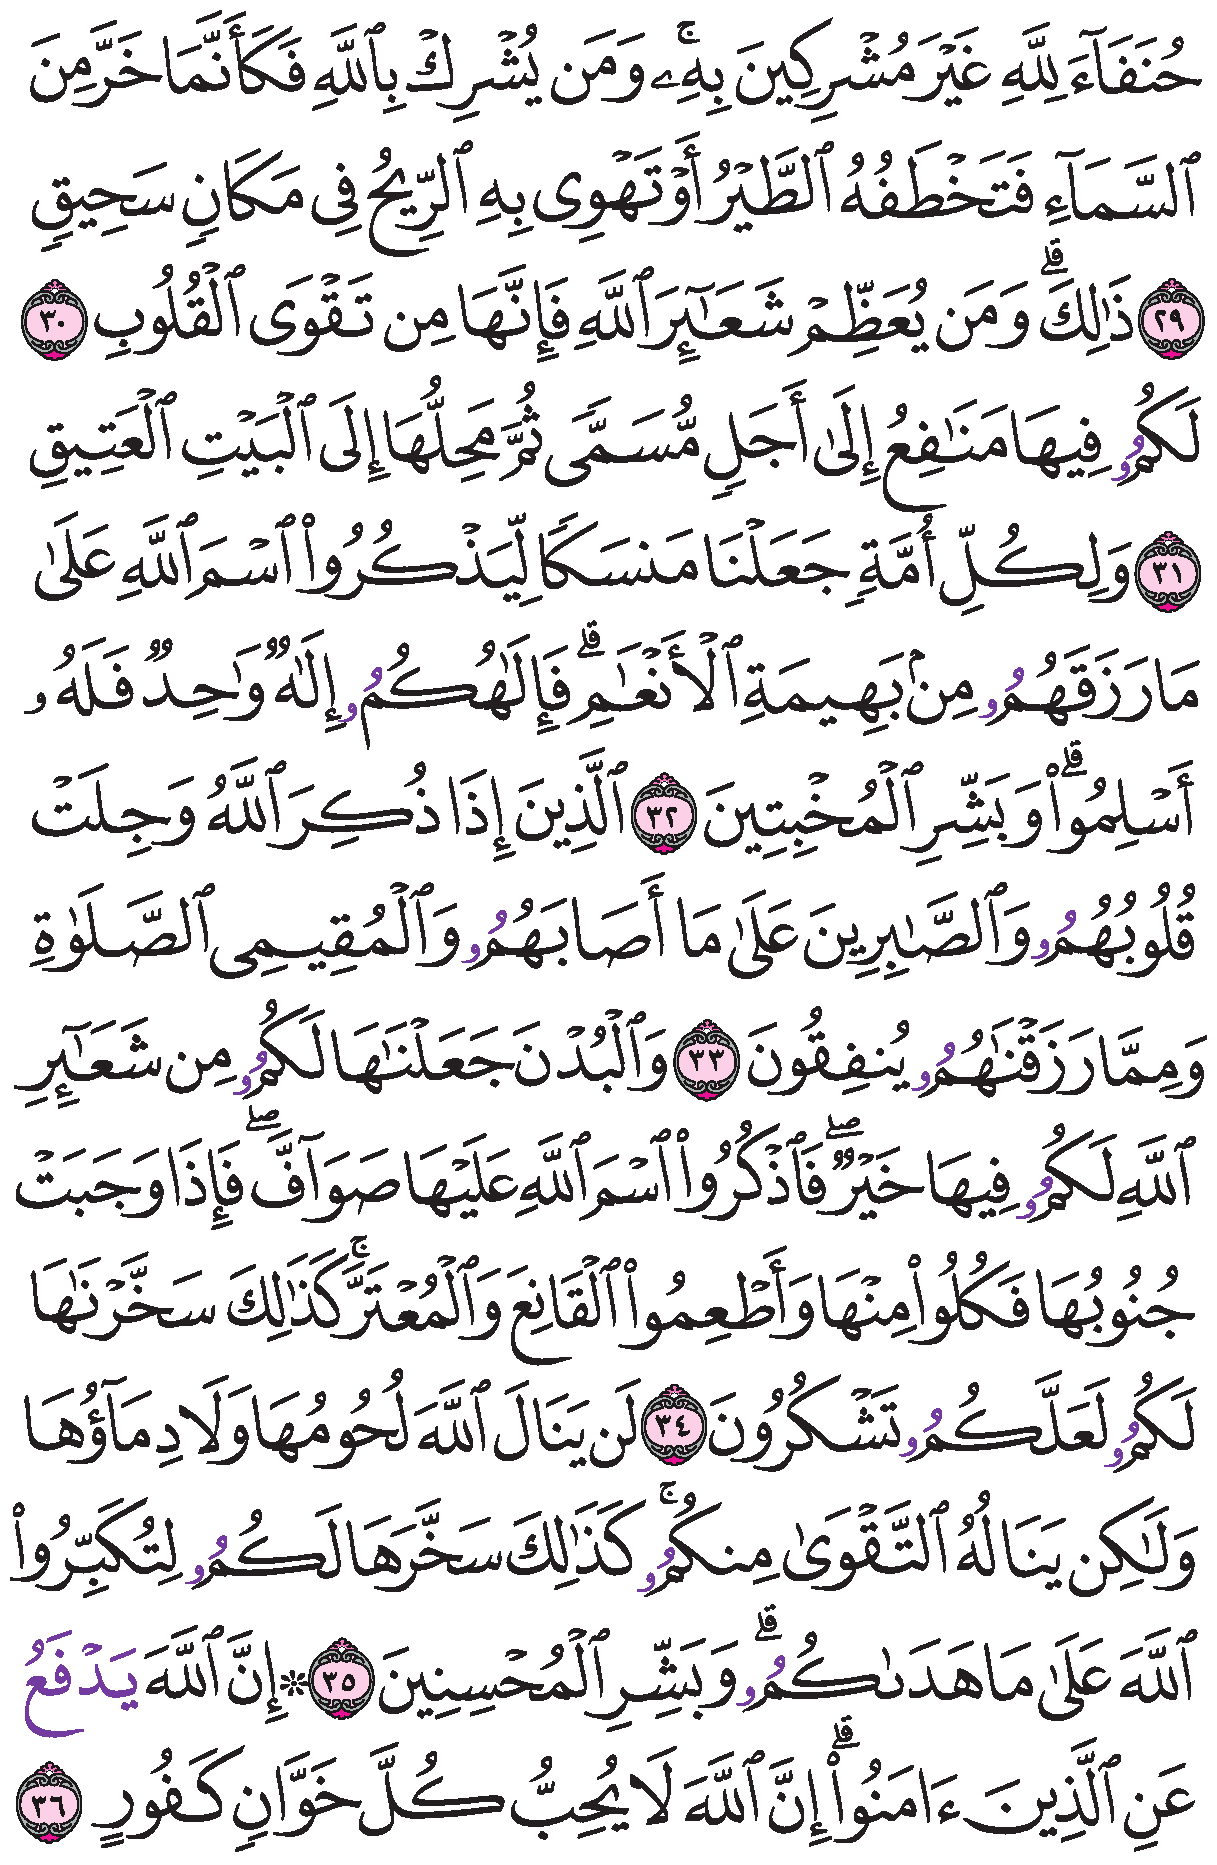 حُنَفَآءَ لِلَّهِ غَيْرَ مُشْرِكِينَ بِهِۦۚ وَمَن يُشْرِكْ بِٱللَّهِ فَكَأَنَّمَا خَرَّ مِنَ
ٱلسَّمَآءِ فَتَخْطَفُهُ ٱلطَّيْرُ أَوْ تَهْوِى بِهِ ٱلرِّيحُ فِى مَكَانٍ سَحِيقٍ
٢٩ ذَٰلِكَۖ وَمَن يُعَظِّمْ شَعَٰٓئِرَ ٱللَّهِ فَإِنَّهَا مِن تَقْوَى ٱلْقُلُوبِ ٣٠
لَكُمُۥ فِيهَا مَنَٰفِعُ إِلَىٰٓ أَجَلٍ مُّسَمًّى ثُمَّ مَحِلُّهَا إِلَى ٱلْبَيْتِ ٱلْعَتِيقِ
٣١ وَلِكُلِّ أُمَّةٍ جَعَلْنَا مَنسَكًا لِّيَذْكُرُوا۟ ٱسْمَ ٱللَّهِ عَلَىٰ
مَا رَزَقَهُمُۥ مِنۢ بَهِيمَةِ ٱلْأَنْعَٰمِۗ فَإِلَٰهُكُمُۥ إِلَٰهٌ وَٰحِدٌ فَلَهُۥ
أَسْلِمُوا۟ۗ وَبَشِّرِ ٱلْمُخْبِتِينَ ٣٢ ٱلَّذِينَ إِذَا ذُكِرَ ٱللَّهُ وَجِلَتْ
قُلُوبُهُمُۥ وَٱلصَّٰبِرِينَ عَلَىٰ مَا أَصَابَهُمُۥ وَٱلْمُقِيمِى ٱلصَّلَوٰةِ
وَمِمَّا رَزَقْنَٰهُمُۥ يُنفِقُونَ ٣٣ وَٱلْبُدْنَ جَعَلْنَٰهَا لَكُمُۥ مِن شَعَٰٓئِرِ
ٱللَّهِ لَكُمُۥ فِيهَا خَيْرٌۖ فَٱذْكُرُوا۟ ٱسْمَ ٱللَّهِ عَلَيْهَا صَوَآفَّۖ فَإِذَا وَجَبَتْ
جُنُوبُهَا فَكُلُوا۟ مِنْهَا وَأَطْعِمُوا۟ ٱلْقَانِعَ وَٱلْمُعْتَرَّۚ كَذَٰلِكَ سَخَّرْنَٰهَا
لَكُمُۥ لَعَلَّكُمُۥ تَشْكُرُونَ ٣٤ لَن يَنَالَ ٱللَّهَ لُحُومُهَا وَلَا دِمَآؤُهَا
وَلَٰكِن يَنَالُهُ ٱلتَّقْوَىٰ مِنكُمُۥۚ كَذَٰلِكَ سَخَّرَهَا لَكُمُۥ لِتُكَبِّرُوا۟
ٱللَّهَ عَلَىٰ مَا هَدَىٰكُمُۥۗ وَبَشِّرِ ٱلْمُحْسِنِينَ ٣٥ ۞ إِنَّ ٱللَّهَ يَدْفَعُ
عَنِ ٱلَّذِينَ ءَامَنُوا۟ۗ إِنَّ ٱللَّهَ لَا يُحِبُّ كُلَّ خَوَّانٍ كَفُورٍ ٣٦